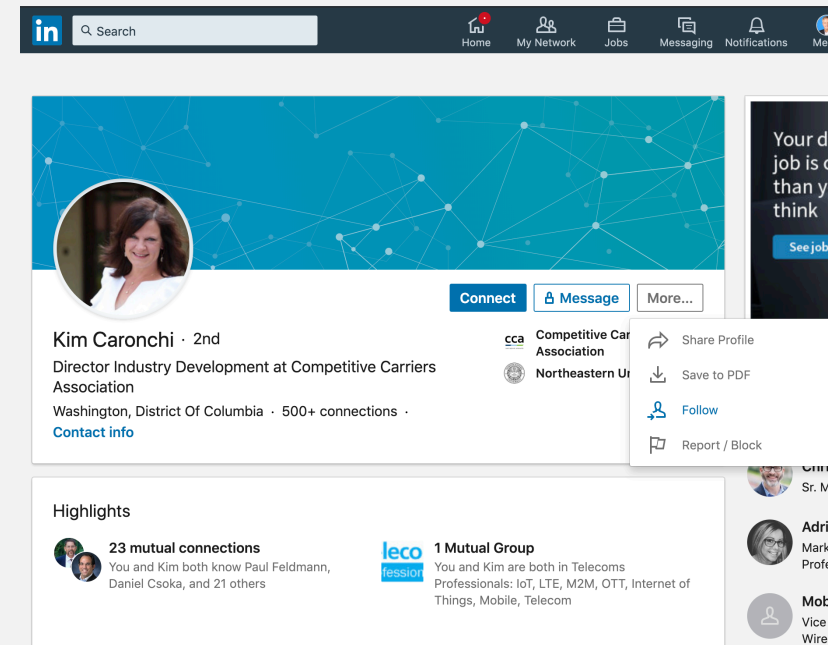 in
Search
Home
My Network
Jobs
Messaging
Notifications
Me
Your
job is
than
think
See job
Connect
Message
More...
Kim Caronchi · 2nd
Director Industry Development at Competitive Carriers
Association
Washington, District Of Columbia · 500+ connections ·
Contact info
cca
Competitive
Association
Northeastern
Share Profile
Save to PDF
Follow
Report / Block
Highlights
23 mutual connections
You and Kim both know Paul Feldmann,
Daniel Csoka, and 21 others
leco
fession
1 Mutual Group
You and Kim are both in Telecoms
Professionals: IoT, LTE, M2M, OTT, Internet of
Things, Mobile, Telecom
Sr.
Adri
Mark
Profe
Mob
Vice
Wire